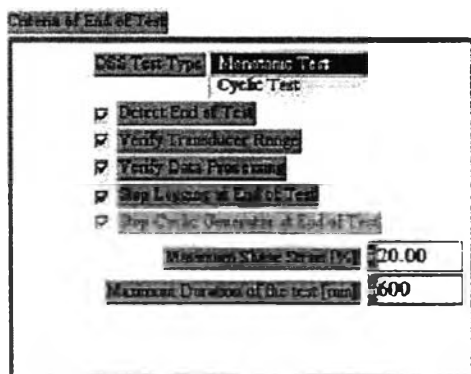 Criteria of End of Test
DSS Test Type Monotonic Test
Cyclic Test
Detect End of Test
Verify Transducer Range
Verify Data Processing
Stop Logging at End of Test
Stop Cyclic Generator at End of Test
Maximum Shear Strain [%] 20.00
Maximum Duration of the test [min] 600